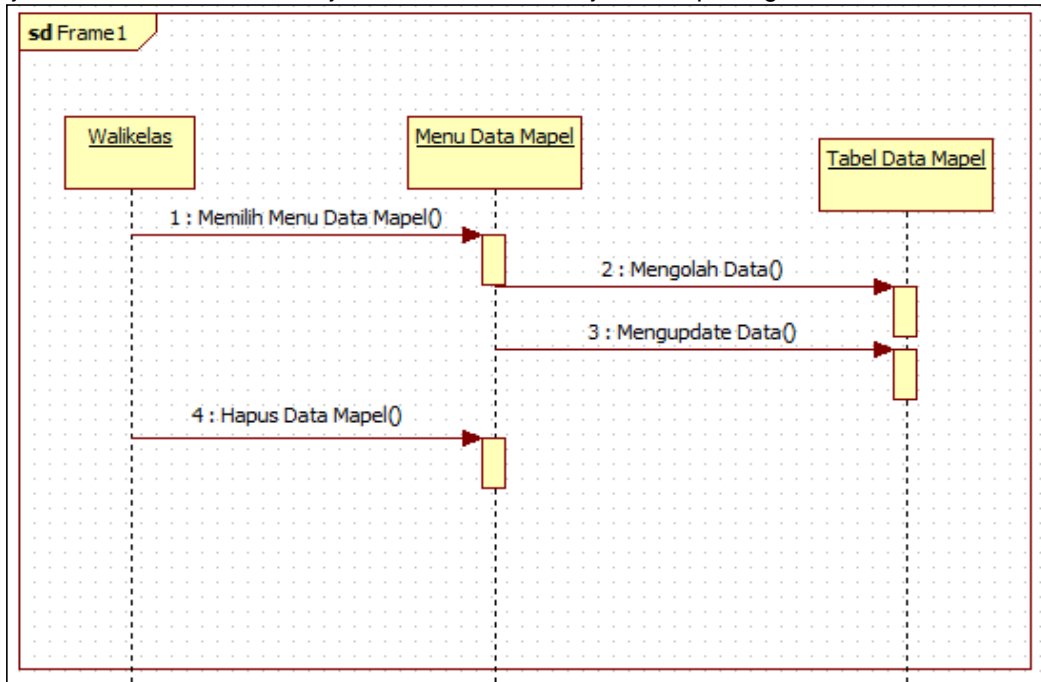 sd Frame1
Walikelas
Menu Data Mapel
Tabel Data Mapel
1 : Memilih Menu Data Mapel()
2 : Mengolah Data()
3 : Mengupdate Data()
4 : Hapus Data Mapel()